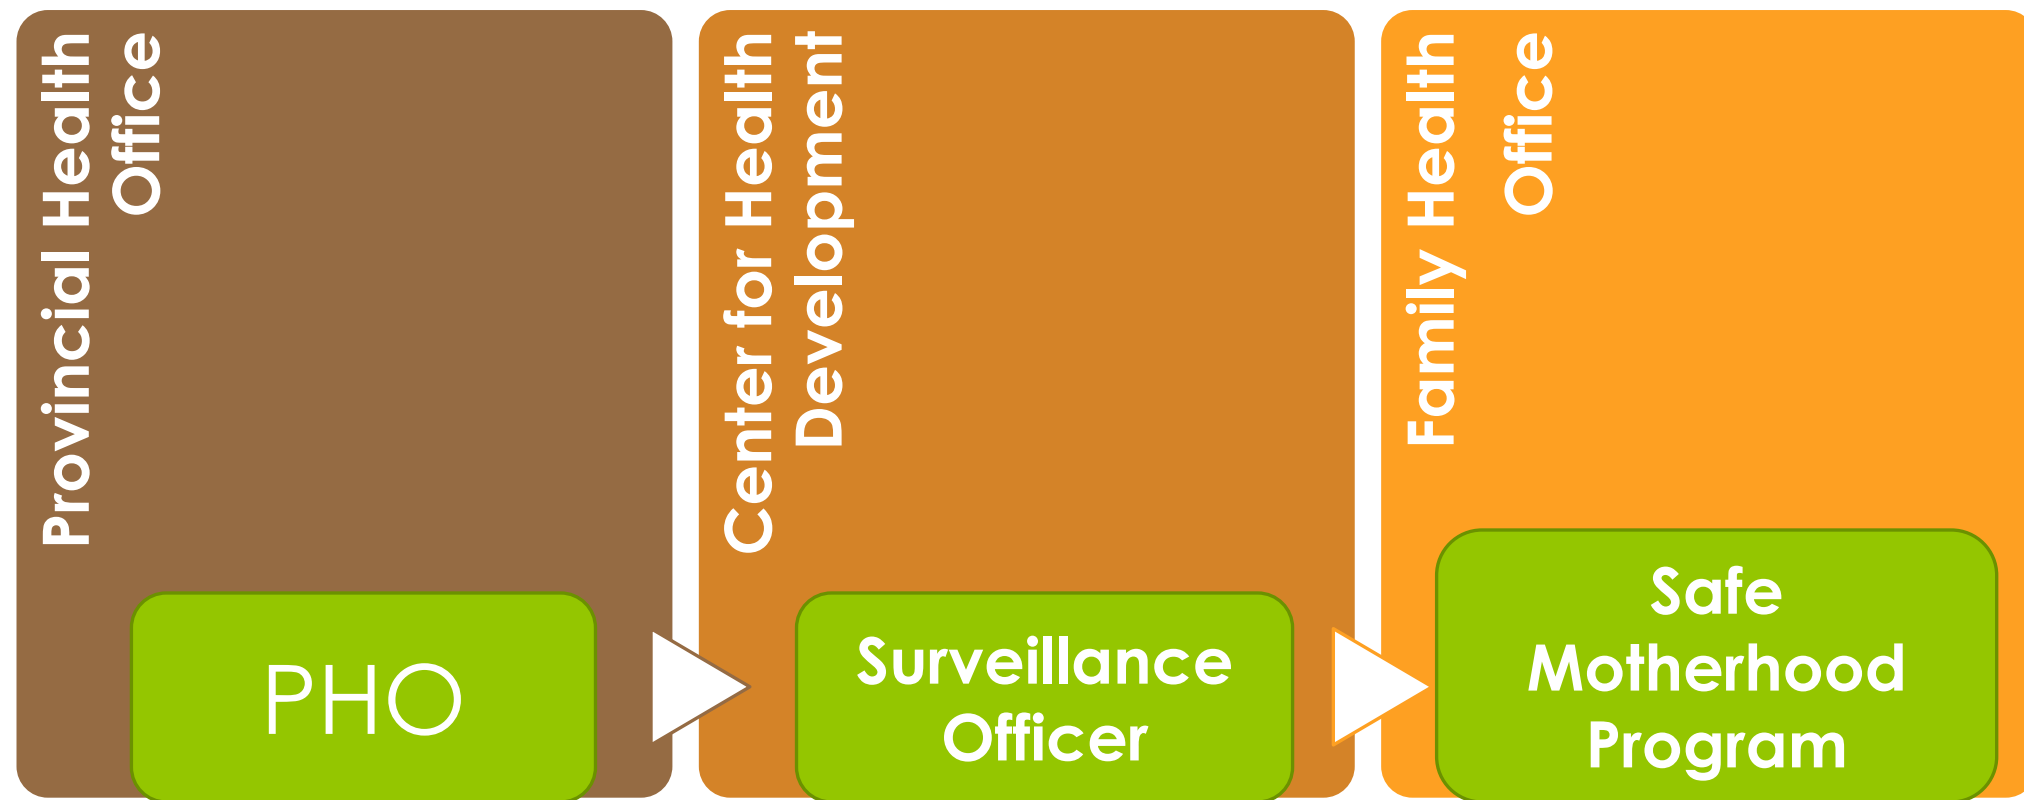 Provincial Health
Office
PHO
Center for Health
Development
Surveillance
Officer
Family Health
Office
Safe
Motherhood
Program